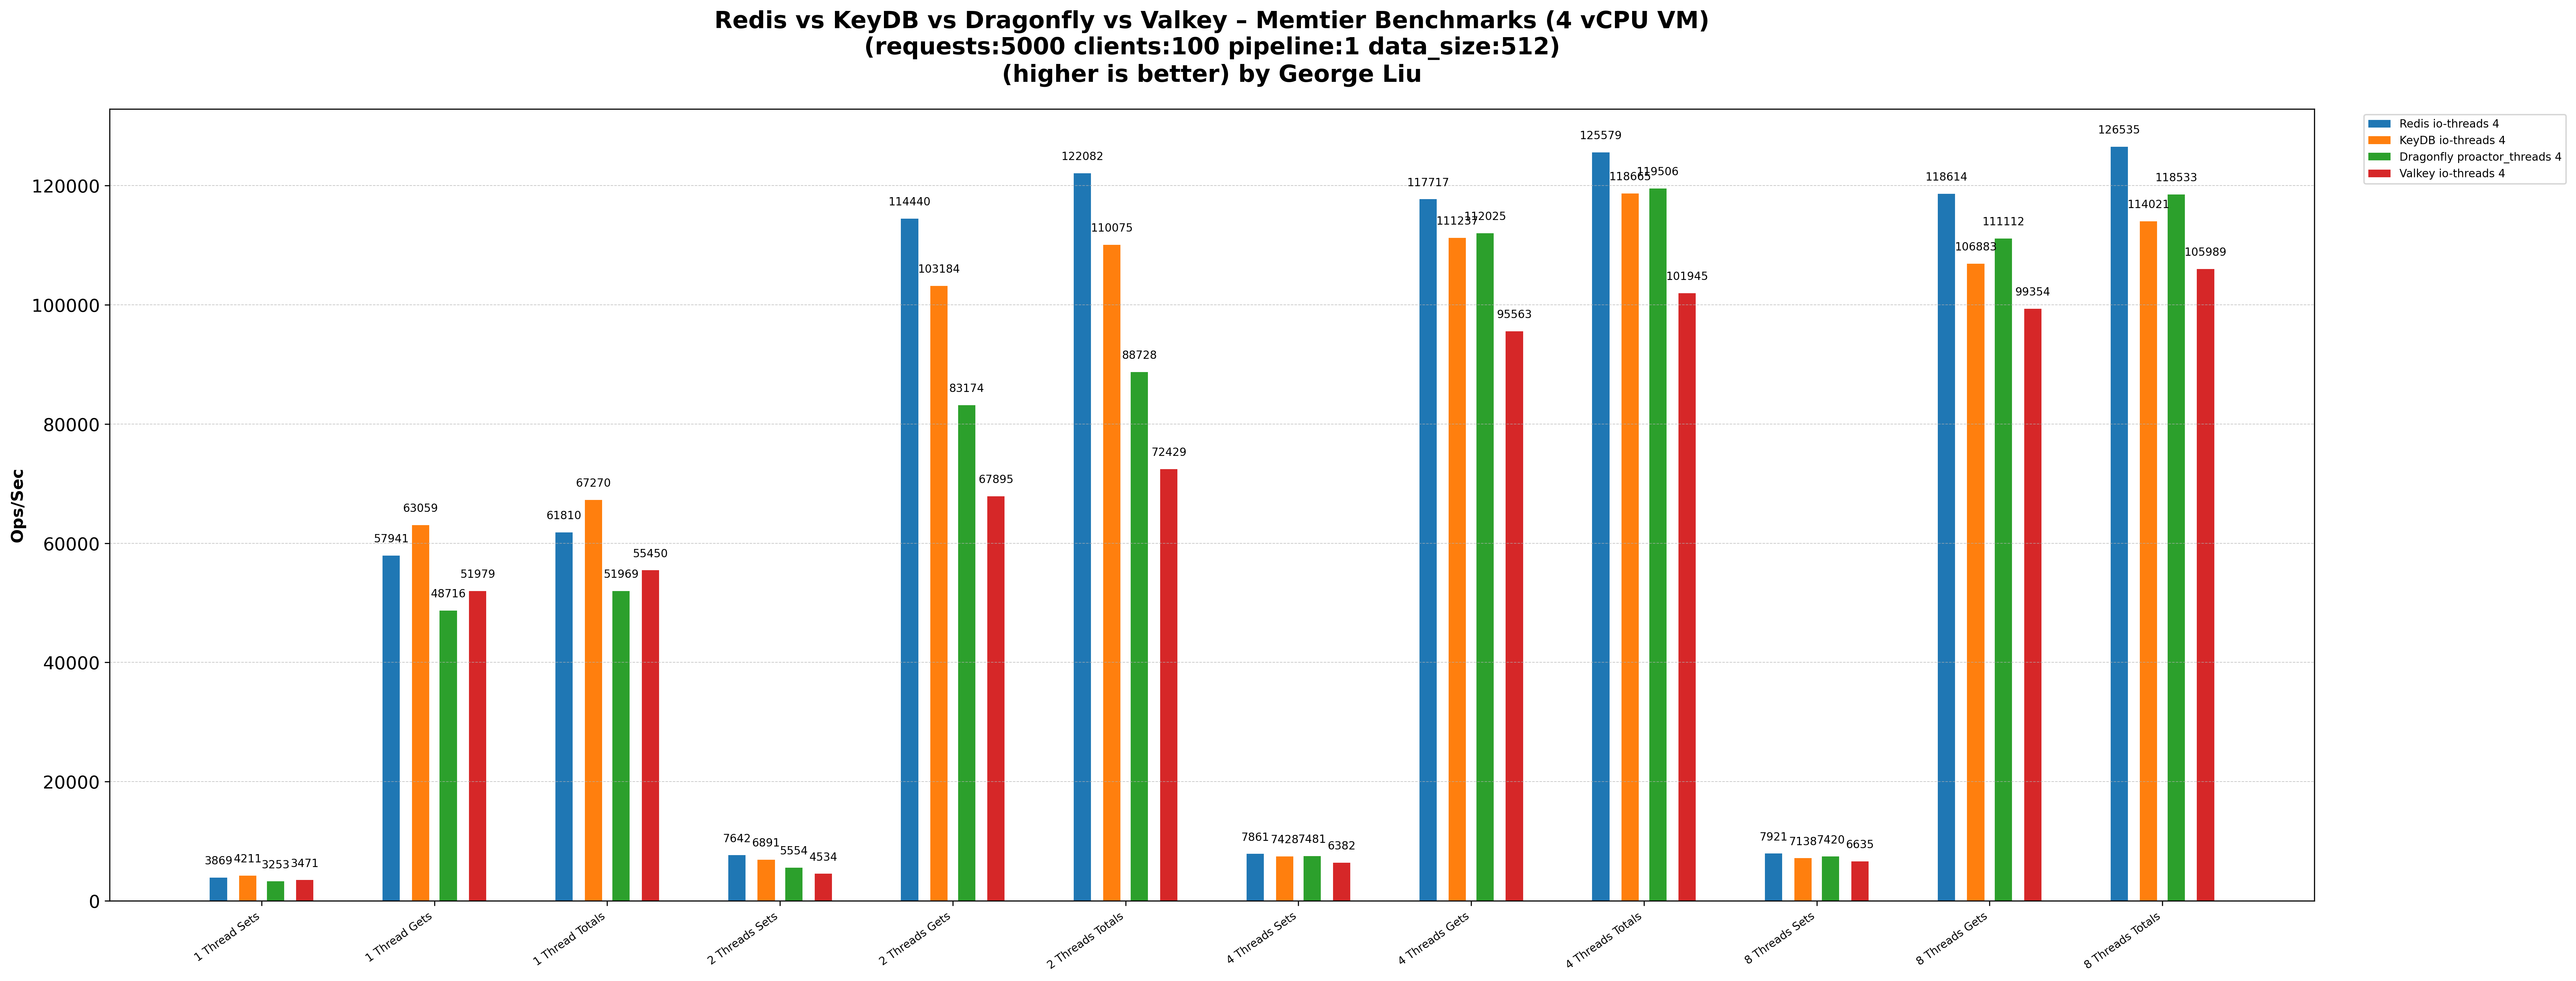 Redis vs KeyDB vs Dragonfly vs Valkey – Memtier Benchmarks (4 vCPU VM)
(requests:5000 clients:100 pipeline:1 data_size:512)
(higher is better) by George Liu
Redis io-threads 4
KeyDB io-threads 4
Dragonfly proactor_threads 4
Valkey io-threads 4
Ops/Sec
120000
100000
80000
60000
40000
20000
0
3869
4211
3253
3471
57941
63059
48716
51979
61810
67270
51969
55450
7642
6891
5554
4534
114440
103184
83174
67895
122082
110075
88728
72429
7861
7428
7481
6382
117717
111237
112025
95563
125579
118665
119506
101945
7921
7138
7420
6635
118614
106883
111112
99354
126535
114021
118533
105989
1 Thread Sets
1 Thread Gets
1 Thread Totals
2 Threads Sets
2 Threads Gets
2 Threads Totals
4 Threads Sets
4 Threads Gets
4 Threads Totals
8 Threads Sets
8 Threads Gets
8 Threads Totals